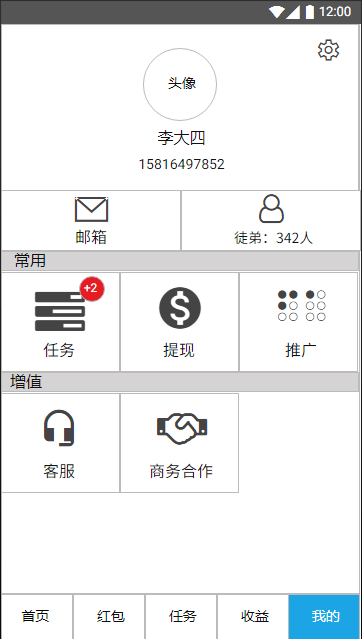 12:00
头像
李大四
15816497852
邮箱
徒弟：342人
常用
+2
任务
提现
推广
增值
客服
商务合作
首页
红包
任务
收益
我的